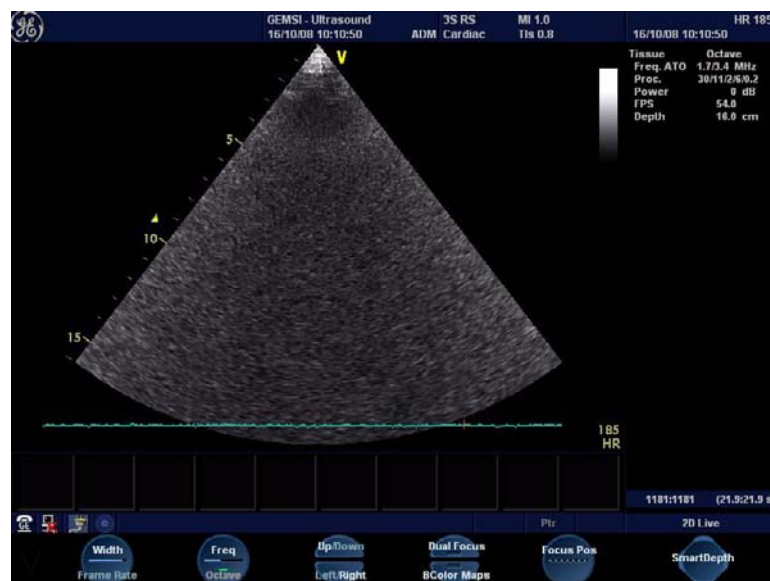 GEMSI - Ultrasound 3S RS MI 1.0 HR 185
16/10/08 10:10:50 ADM Cardiac TIs 0.8 16/10/08 10:10:50
V
Tissue Octave
Freq. ATO 1.7/3.4 MHz
Proc. 30/11/2/6/0.2
Power 0 dB
FPS 54.0
Depth 16.0 cm
5
10
15
185
HR
1181:1181 (21.9:21.9 s
GE
Ptr 2D Live
Width Freq Up/Down Dual Focus Focus Pos SmartDepth
Frame Rate Octave Left/Right BColor Maps